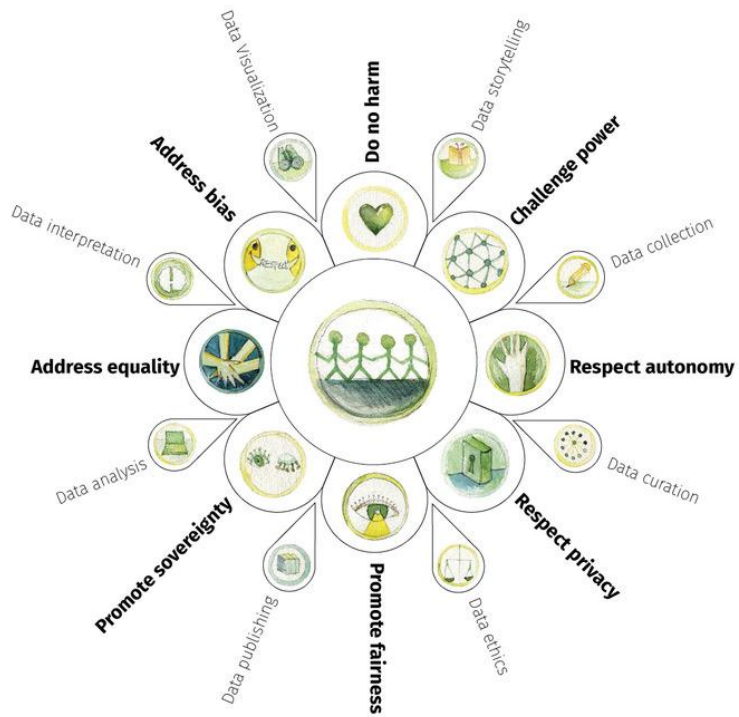 Do no harm
Data storytelling
Challenge power
Data collection
Respect autonomy
Data curation
Respect privacy
Data ethics
Promote fairness
Data publishing
Promote sovereignty
Data analysis
Address equality
Data interpretation
Address bias
RESPECT
Data Visualization